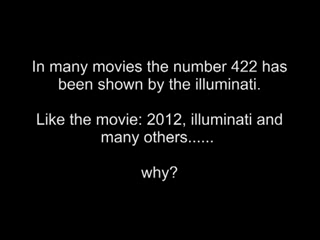 In many movies the number 422 has
been shown by the illuminati.
Like the movie: 2012, illuminati and
many others......
why?